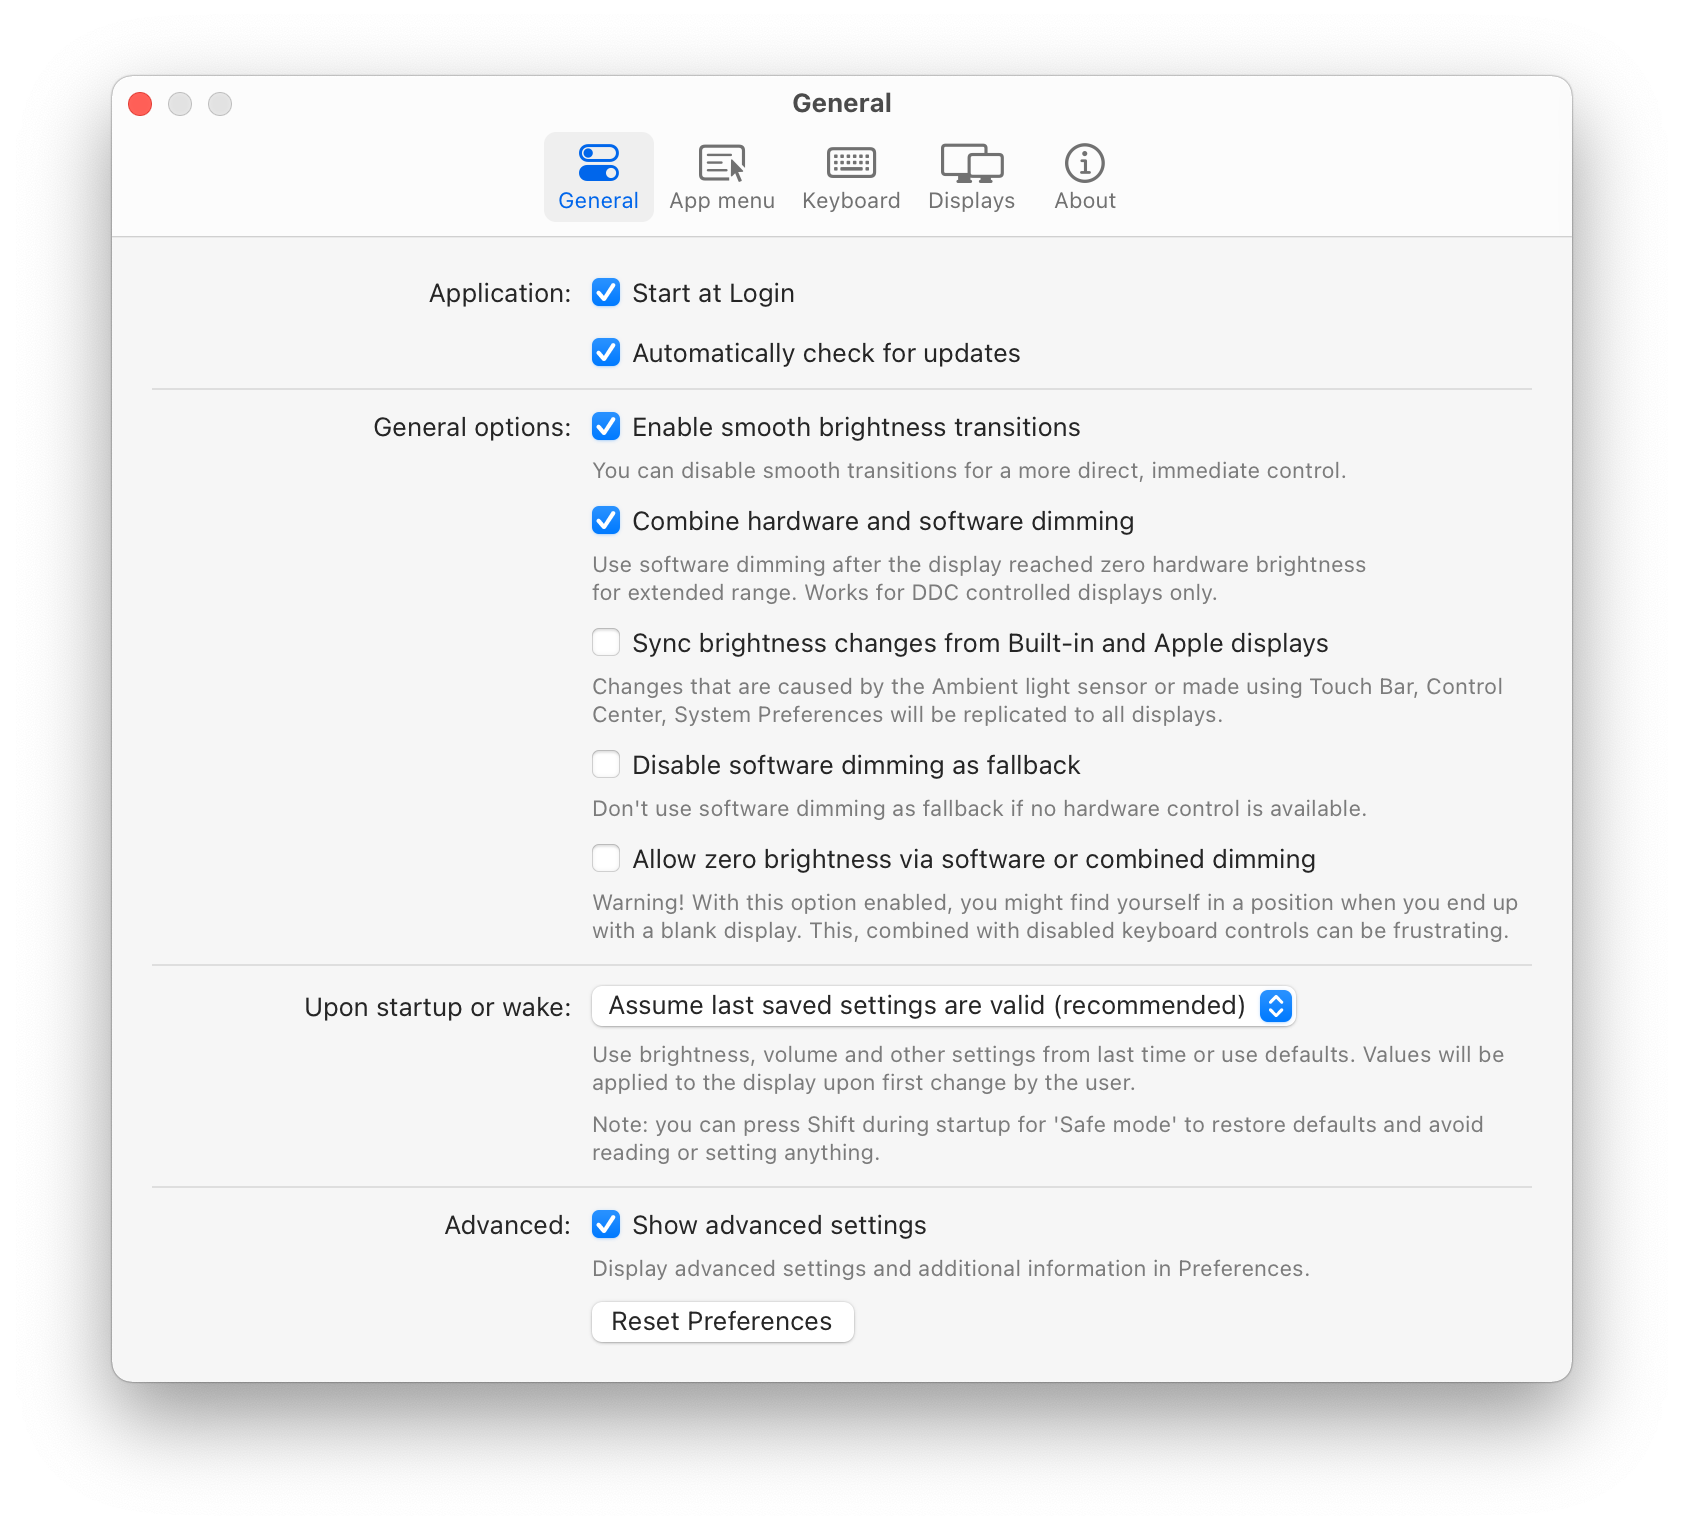 General
General
App menu
Keyboard
Displays
About
Application:
Start at Login
Automatically check for updates
General options:
Enable smooth brightness transitions
You can disable smooth transitions for a more direct, immediate control.
Combine hardware and software dimming
Use software dimming after the display reached zero hardware brightness
for extended range. Works for DDC controlled displays only.
Sync brightness changes from Built-in and Apple displays
Changes that are caused by the Ambient light sensor or made using Touch Bar, Control
Center, System Preferences will be replicated to all displays.
Disable software dimming as fallback
Don't use software dimming as fallback if no hardware control is available.
Allow zero brightness via software or combined dimming
Warning! With this option enabled, you might find yourself in a position when you end up
with a blank display. This, combined with disabled keyboard controls can be frustrating.
Upon startup or wake:
Assume last saved settings are valid (recommended)
Use brightness, volume and other settings from last time or use defaults. Values will be
applied to the display upon first change by the user.
Note: you can press Shift during startup for 'Safe mode' to restore defaults and avoid
reading or setting anything.
Advanced:
Show advanced settings
Display advanced settings and additional information in Preferences.
Reset Preferences